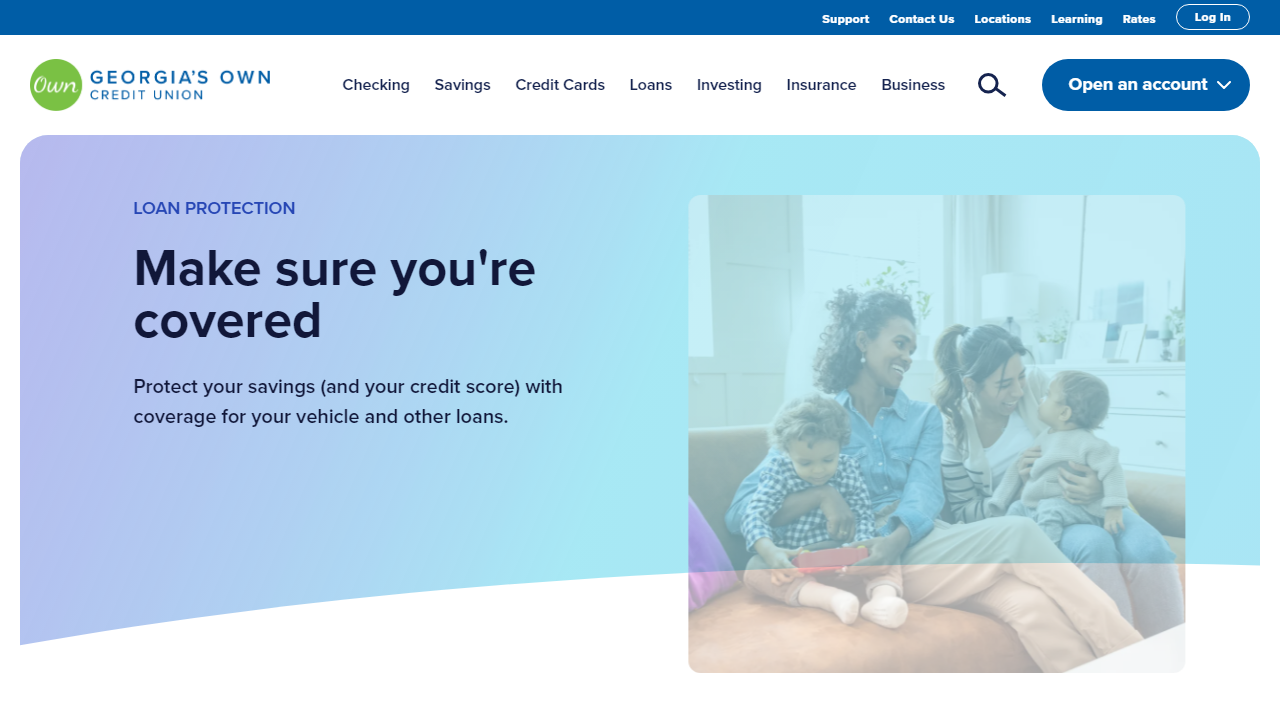 Support Contact Us Locations Learning Rates Log In
Own GEORGIA'S OWN
CREDIT UNION
Checking Savings Credit Cards Loans Investing Insurance Business Open an account
LOAN PROTECTION
Make sure you're
covered
Protect your savings (and your credit score) with
coverage for your vehicle and other loans.